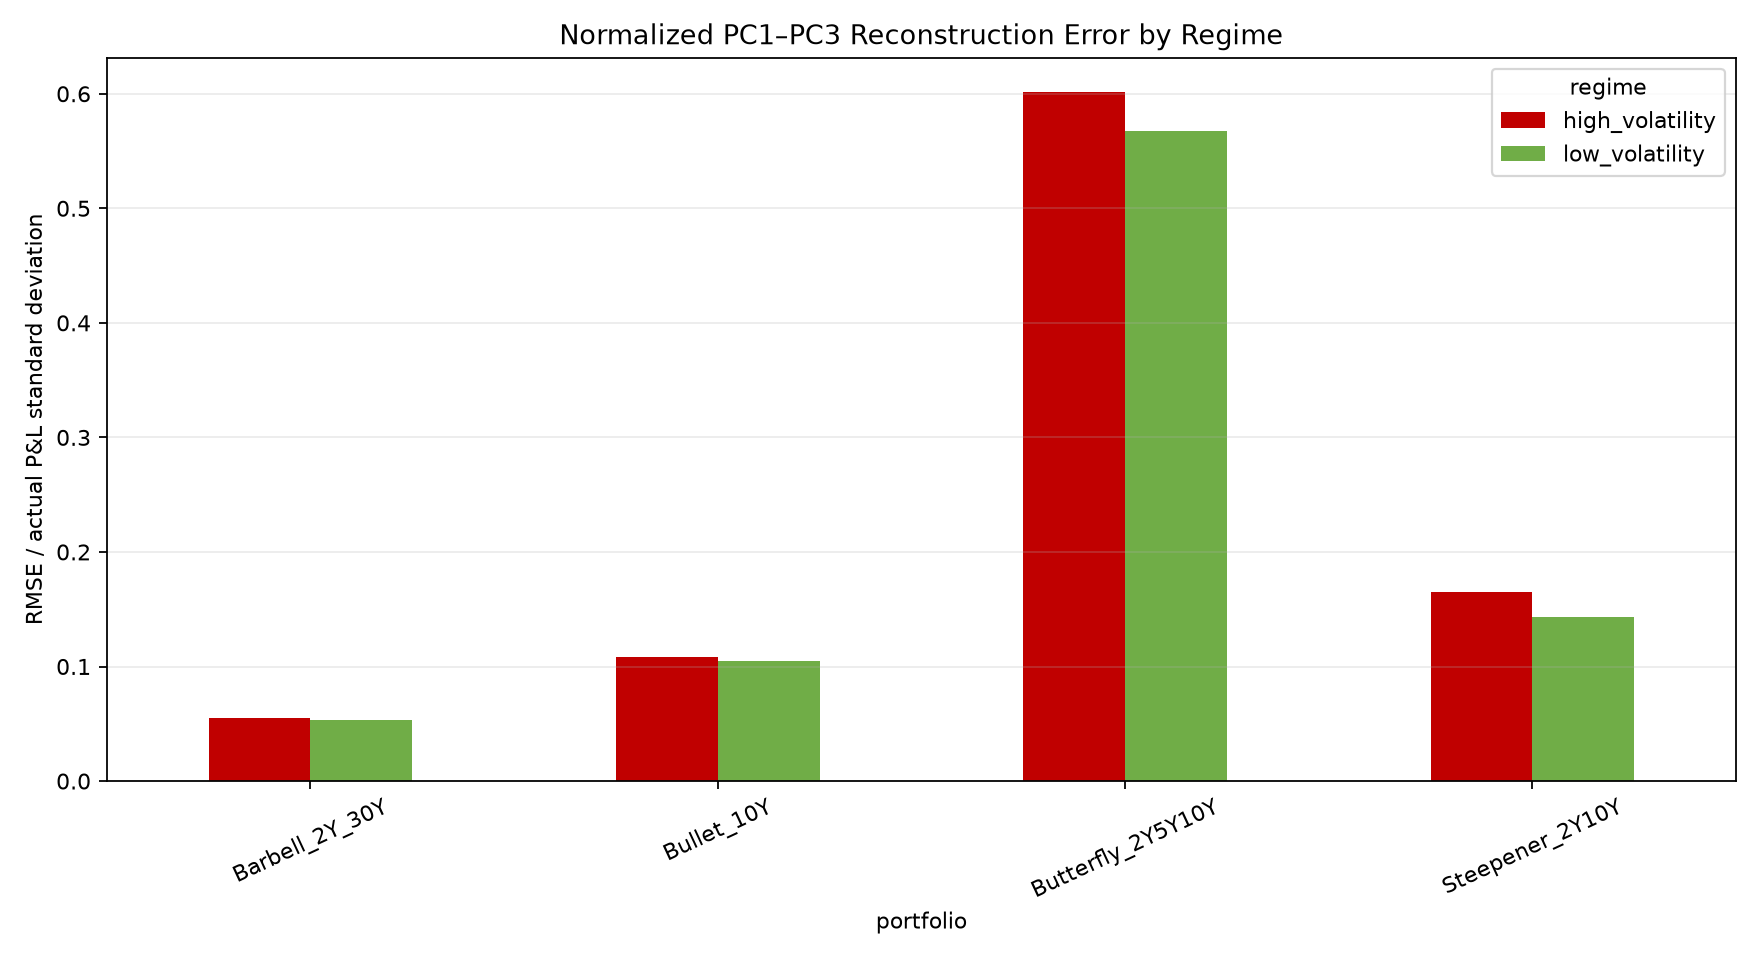 Normalized PC1–PC3 Reconstruction Error by Regime
regime
high_volatility
low_volatility
RMSE / actual P&L standard deviation
0.6
0.5
0.4
0.3
0.2
0.1
0.0
Barbell_2Y_30Y
Bullet_10Y
Butterfly_2Y5Y10Y
Steepener_2Y10Y
portfolio